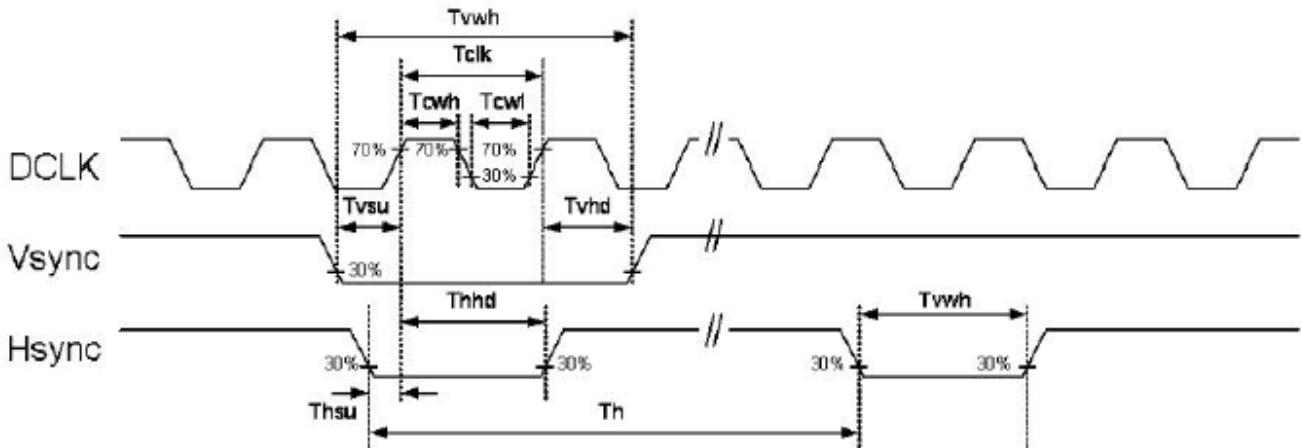 Tvwh
Tclk
Tcwh Tcwl
DCLK 70% 70% 70%
30%
Tvsu Tvhd
Vsync 30%
Thhd Tvwh
Hsync 30% 30% 30% 30%
Thsu Th